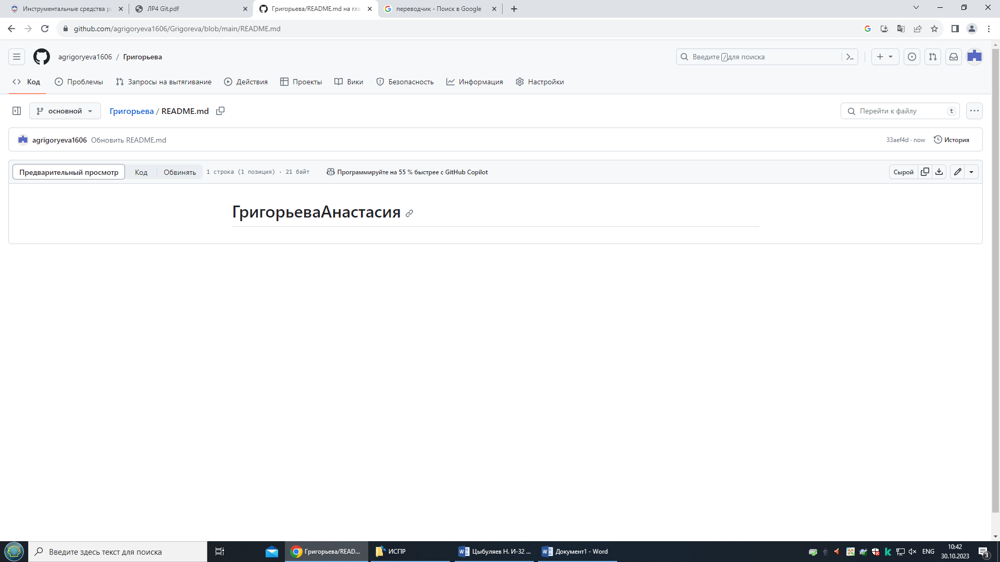 Инструментальные средства р
ЛР4 Git.pdf
Григорьева/README.md на гла
переводчик - Поиск в Google
github.com/agrigoryeva1606/Grigoreva/blob/main/README.md
agrigoryeva1606 / Григорьева
Введите / для поиска
Код
Проблемы
Запросы на вытягивание
Действия
Проекты
Вики
Безопасность
Информация
Настройки
основной
Григорьева / README.md
Перейти к файлу
t
agrigoryeva1606 Обновить README.md
33aef4d · now
История
Предварительный просмотр
Код
Обвинять
1 строка (1 позиция) · 21 байт
Программируйте на 55 % быстрее с GitHub Copilot
Сырой
ГригорьеваАнастасия
Введите здесь текст для поиска
Григорьева/READ...
ИСПР
Цыбуляев Н. И-32 ...
Документ1 - Word
ENG
10:42
30.10.2023
3